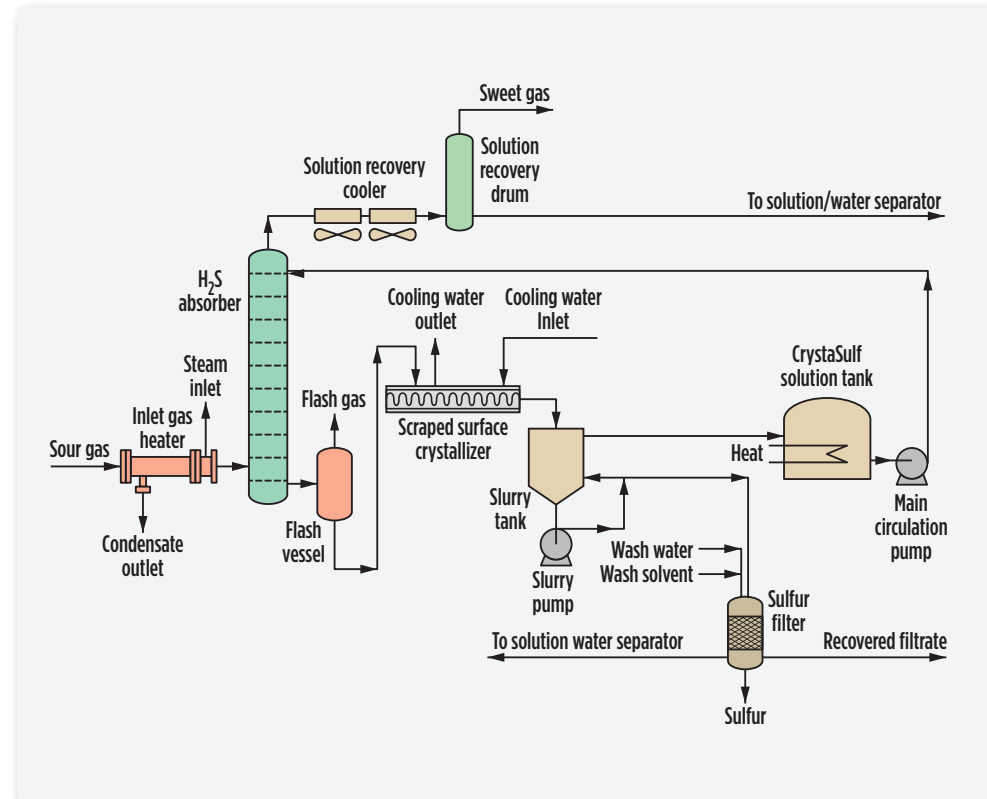 Sweet gas
Solution
recovery
drum
Solution recovery
cooler
To solution/water separator
H₂S
absorber
Cooling water
outlet
Cooling water
Inlet
CrystaSulf
solution tank
Steam
inlet
Flash gas
Inlet gas
heater
Sour gas
Scraped surface
crystallizer
Heat
Slurry
tank
Main
circulation
pump
Flash
vessel
Condensate
outlet
Wash water
Wash solvent
Slurry
pump
Sulfur
filter
To solution water separator
Recovered filtrate
Sulfur